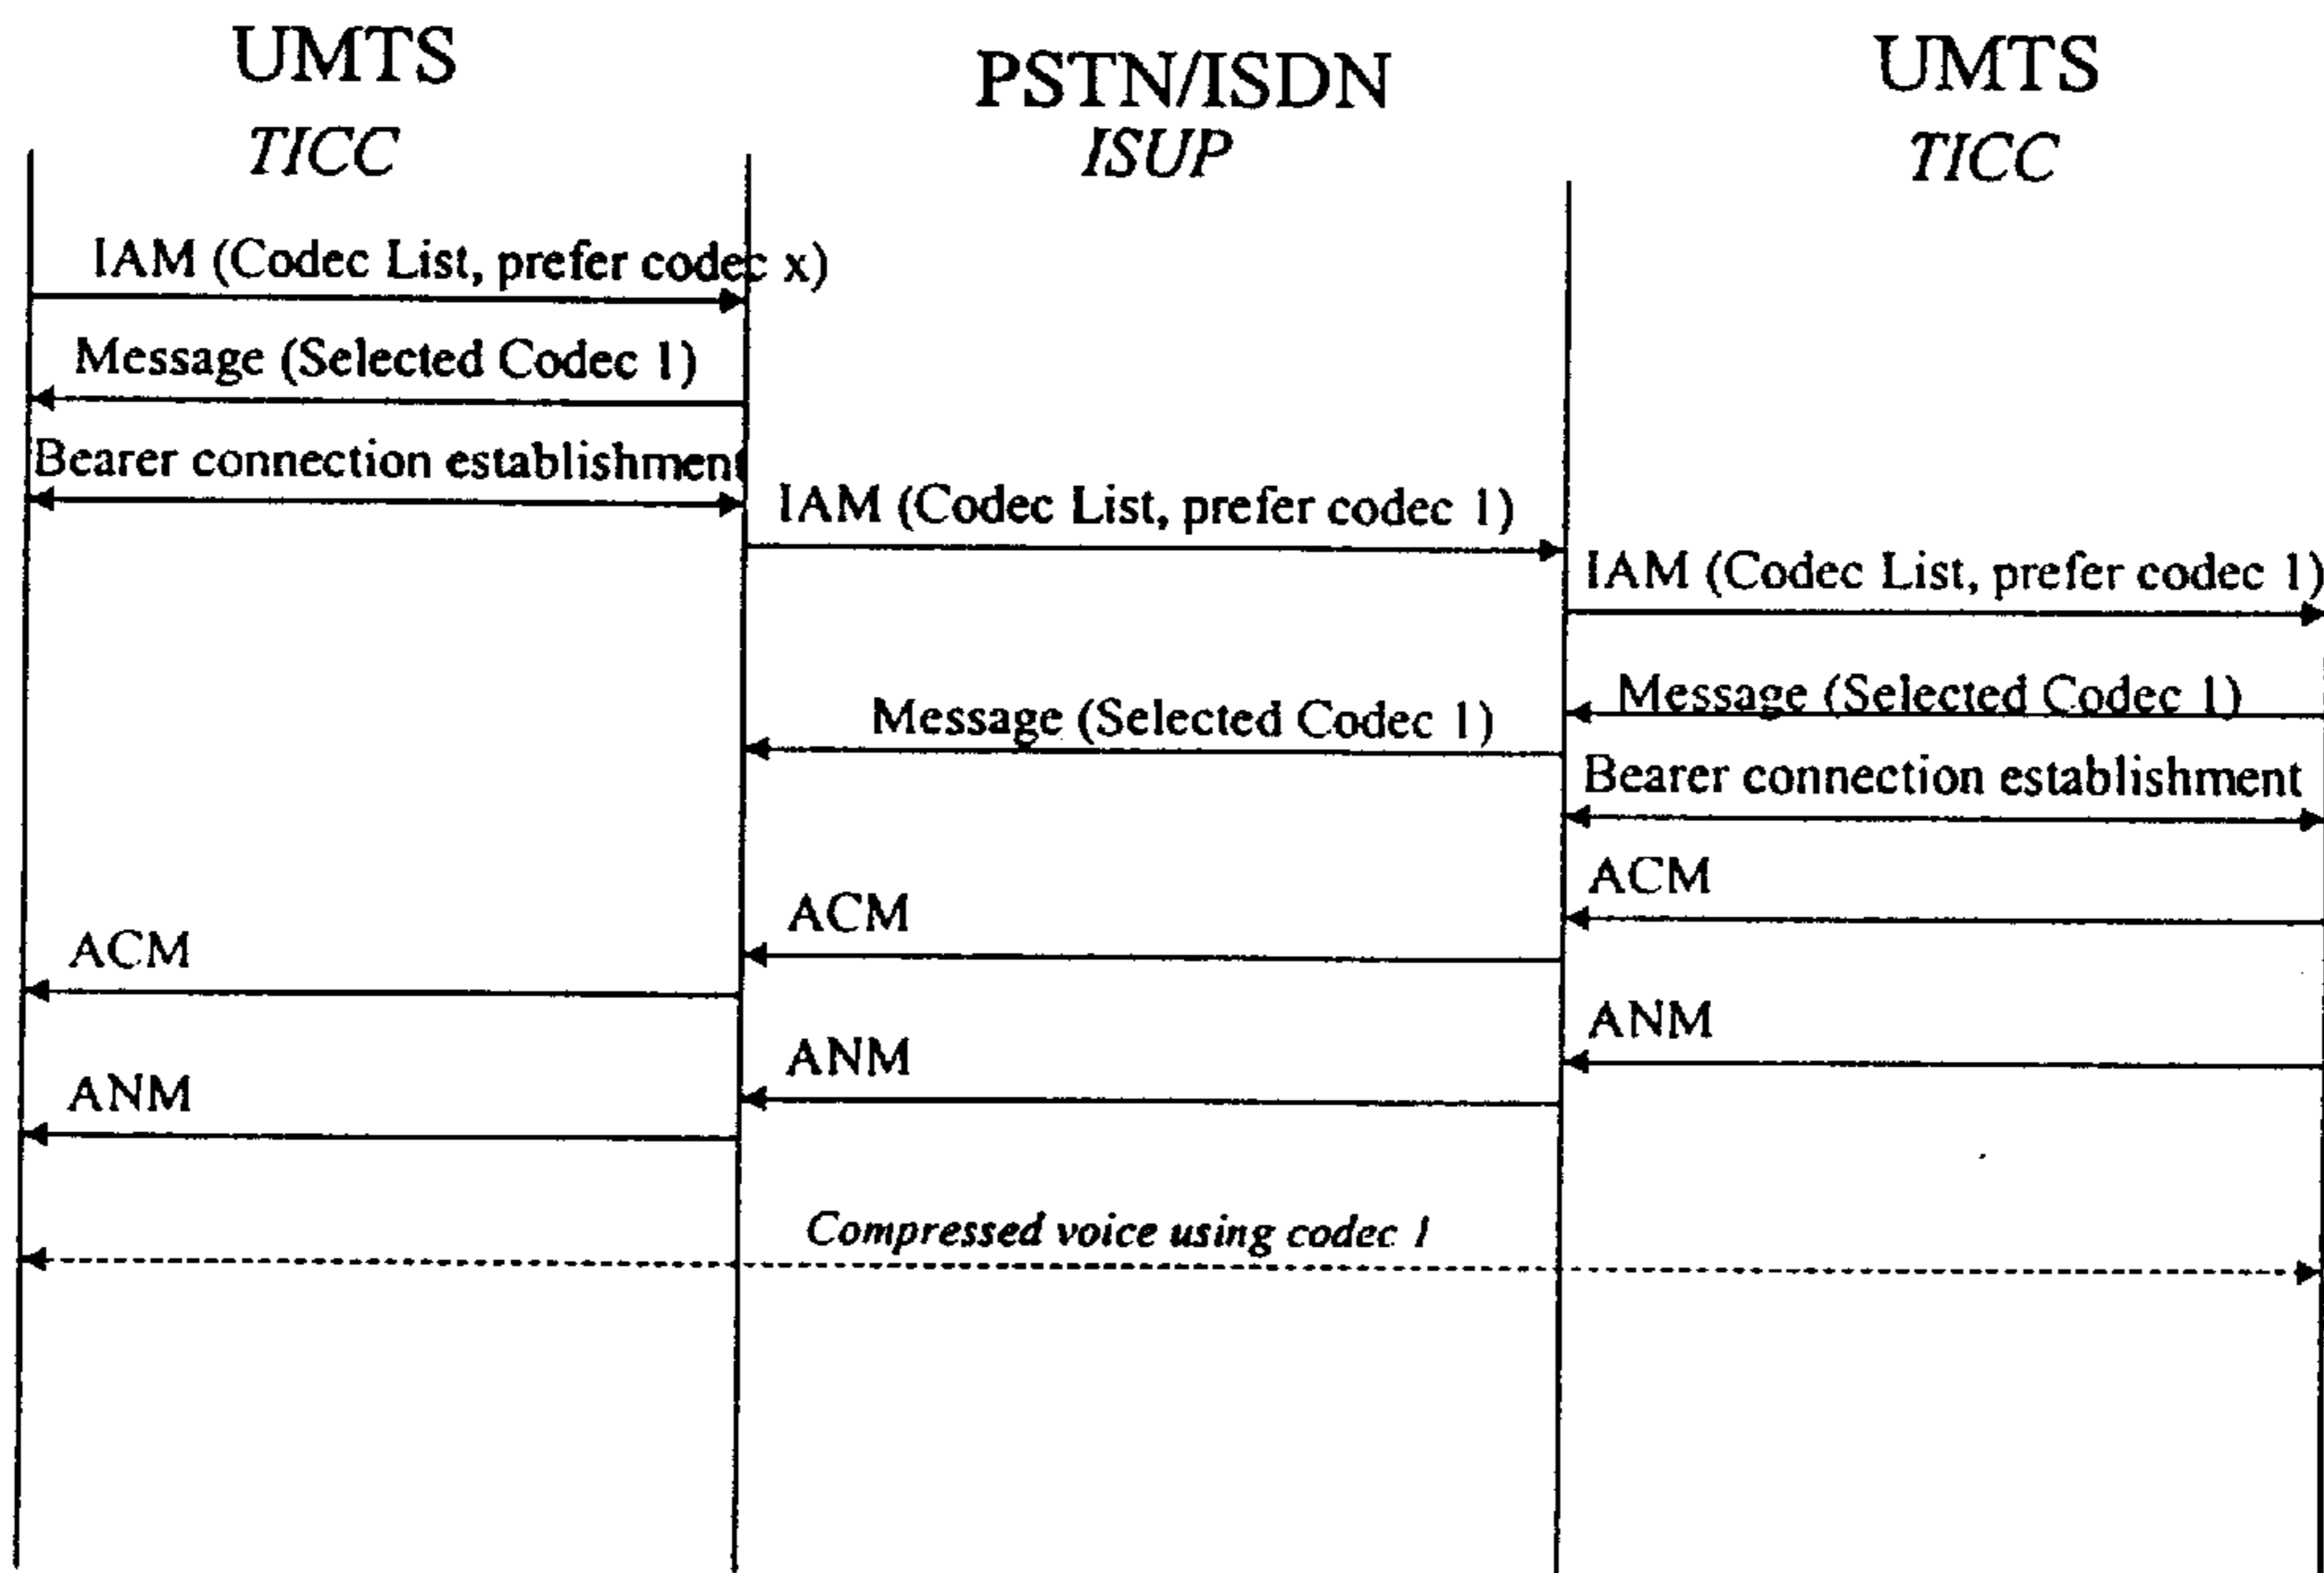 UMTS
TICC
PSTN/ISDN
ISUP
UMTS
TICC
IAM (Codec List, prefer codec x)
Message (Selected Codec 1)
Bearer connection establishment
IAM (Codec List, prefer codec 1)
IAM (Codec List, prefer codec 1)
Message (Selected Codec 1)
Message (Selected Codec 1)
Bearer connection establishment
ACM
ACM
ACM
ANM
ANM
ANM
Compressed voice using codec 1